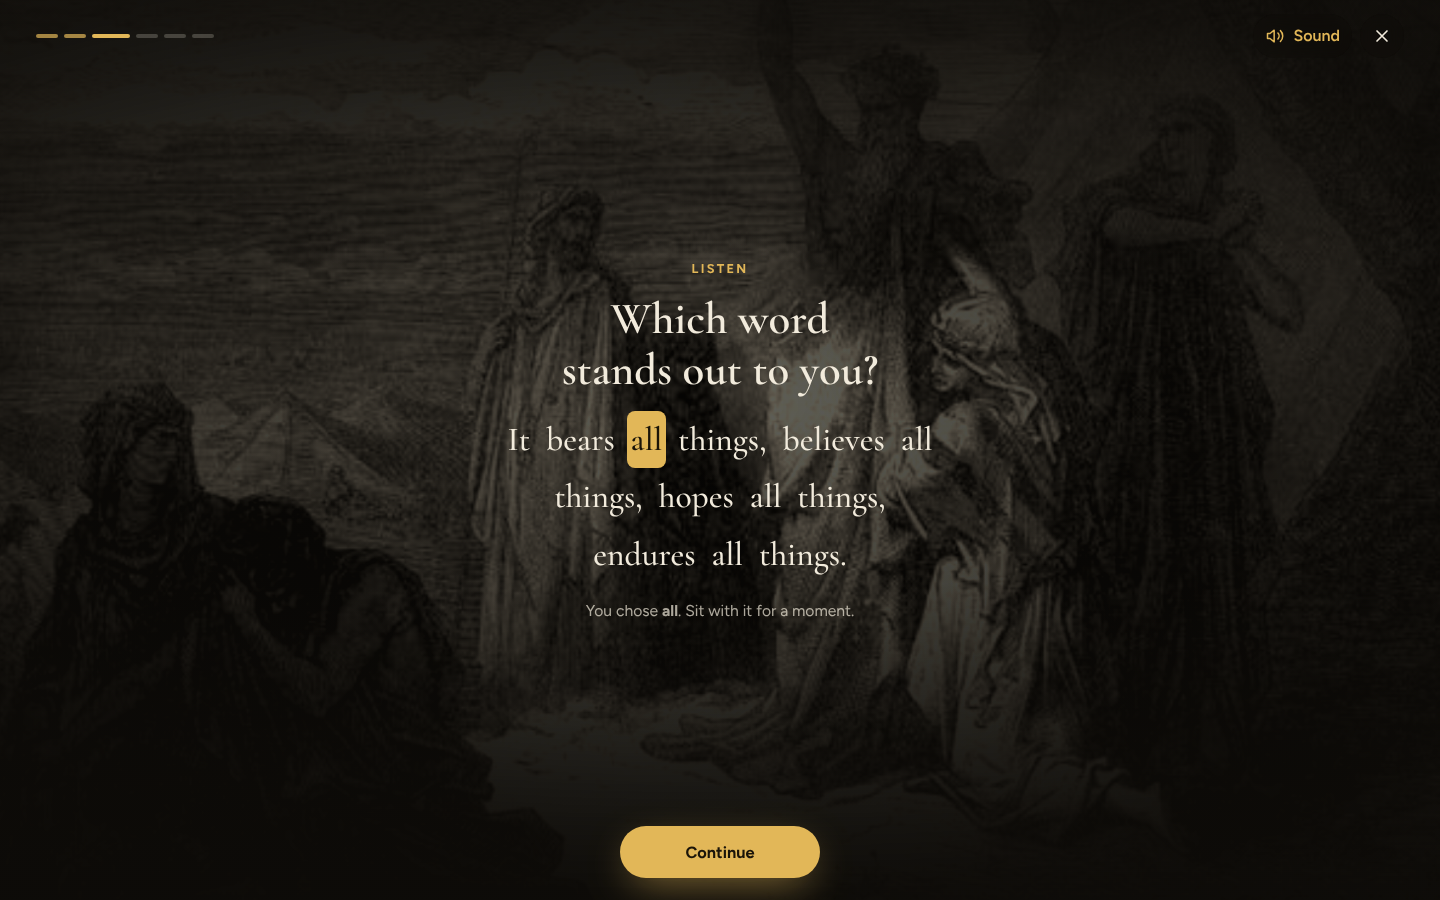 Sound
LISTEN
Which word
stands out to you?
It bears all things, believes all
things, hopes all things,
endures all things.
You chose all. Sit with it for a moment.
Continue